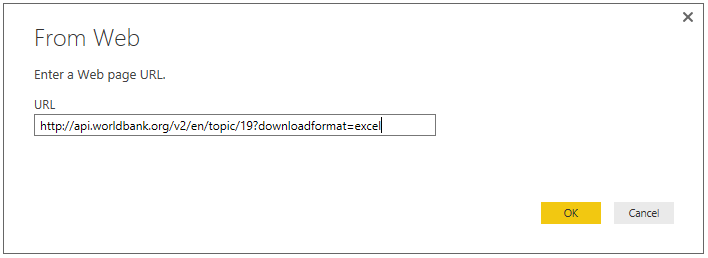 From Web
Enter a Web page URL.
URL
http://api.worldbank.org/v2/en/topic/19?downloadformat=excel
OK
Cancel